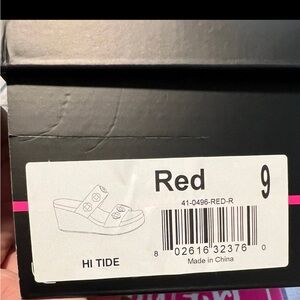 Red 9
41-0496-RED-R
8 02616 32376 0
HI TIDE
Made in China